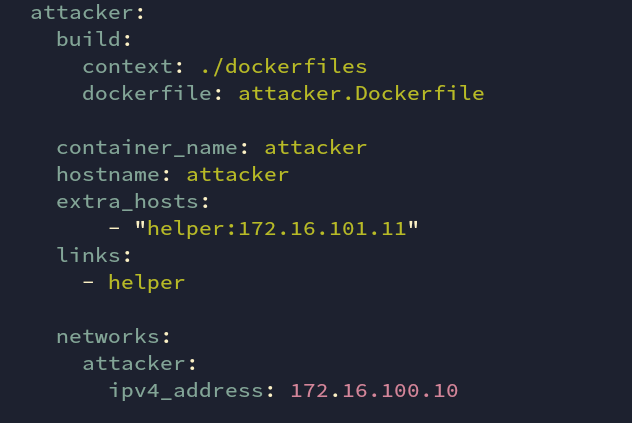 attacker:
build:
context: ./dockerfiles
dockerfile: attacker.Dockerfile
container_name: attacker
hostname: attacker
extra_hosts:
- "helper:172.16.101.11"
links:
- helper
networks:
attacker:
ipv4_address: 172.16.100.10